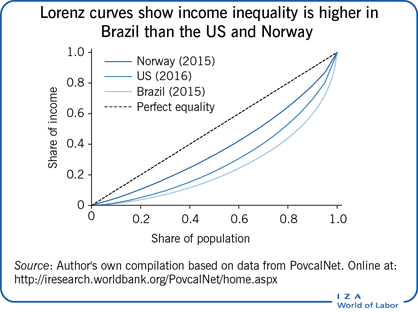 Lorenz curves show income inequality is higher in
Brazil than the US and Norway
1.0
0.8
0.6
0.4
0.2
0
Share of income
Norway (2015)
US (2016)
Brazil (2015)
Perfect equality
0
0.2
0.4
0.6
0.8
1.0
Share of population
Source: Author's own compilation based on data from PovcalNet. Online at:
http://iresearch.worldbank.org/PovcalNet/home.aspx
I Z A
World of Labor